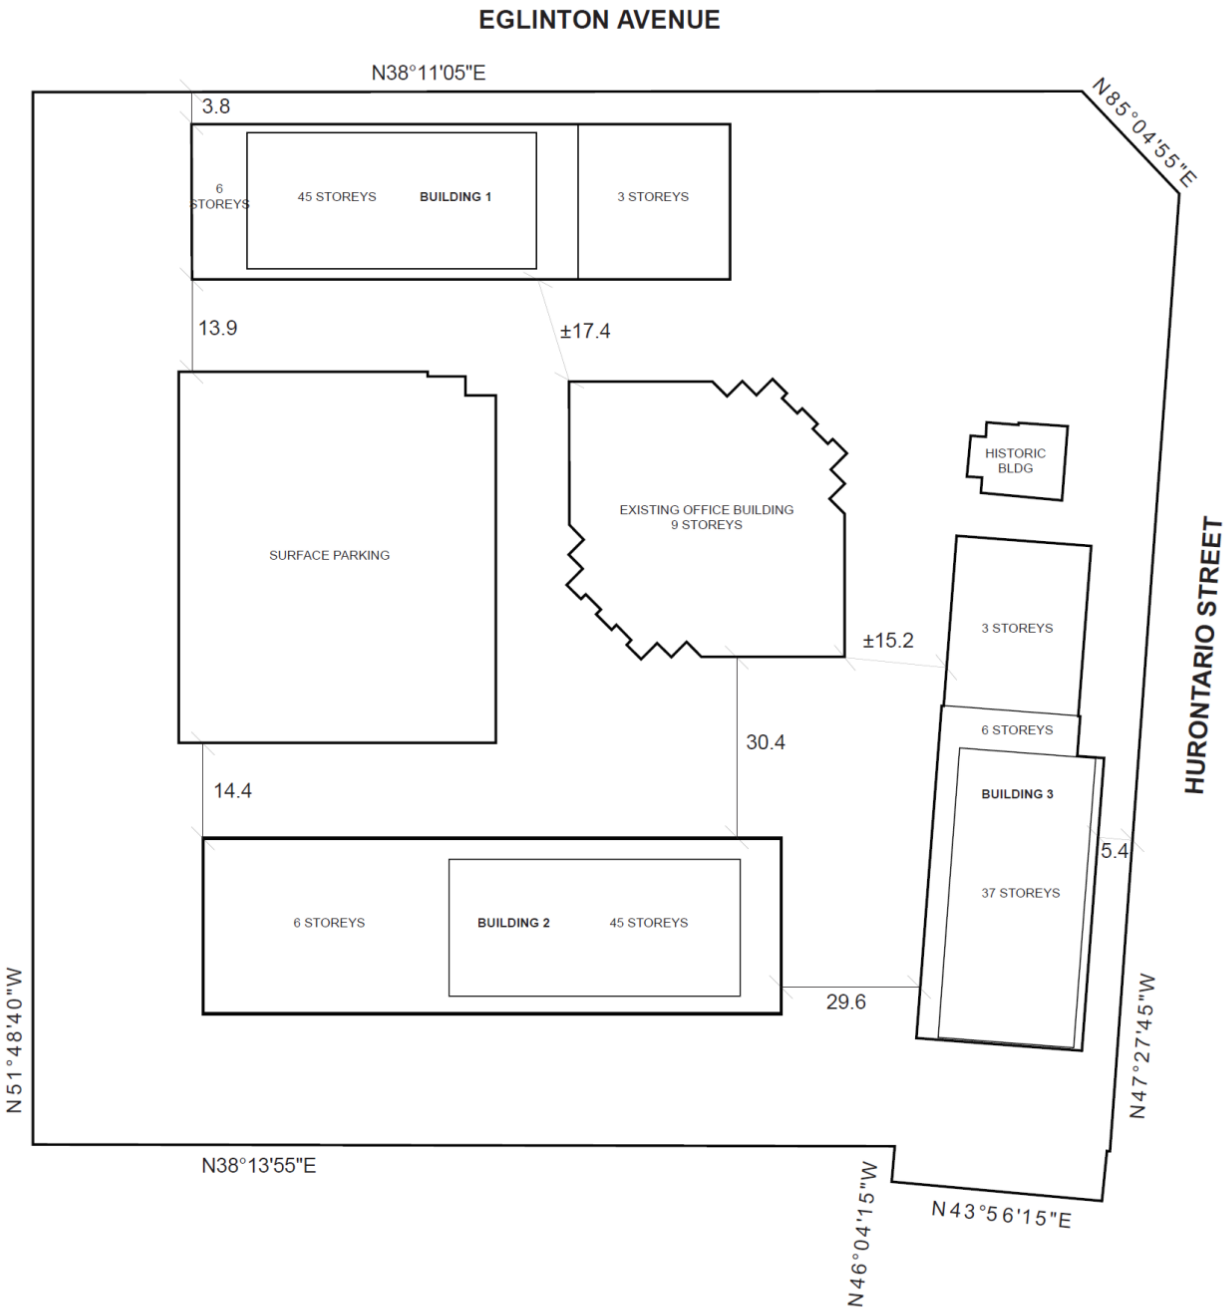 EGLINTON AVENUE
N38°11'05"E
N85°04'55"E
3.8
6
STOREYS
45 STOREYS
BUILDING 1
3 STOREYS
13.9
±17.4
HISTORIC
BLDG
EXISTING OFFICE BUILDING
9 STOREYS
SURFACE PARKING
HURONTARIO STREET
3 STOREYS
±15.2
6 STOREYS
30.4
14.4
BUILDING 3
5.4
37 STOREYS
6 STOREYS
BUILDING 2
45 STOREYS
29.6
N51°48'40"W
N47°27'45"W
N38°13'55"E
N46°04'15"W
N43°56'15"E